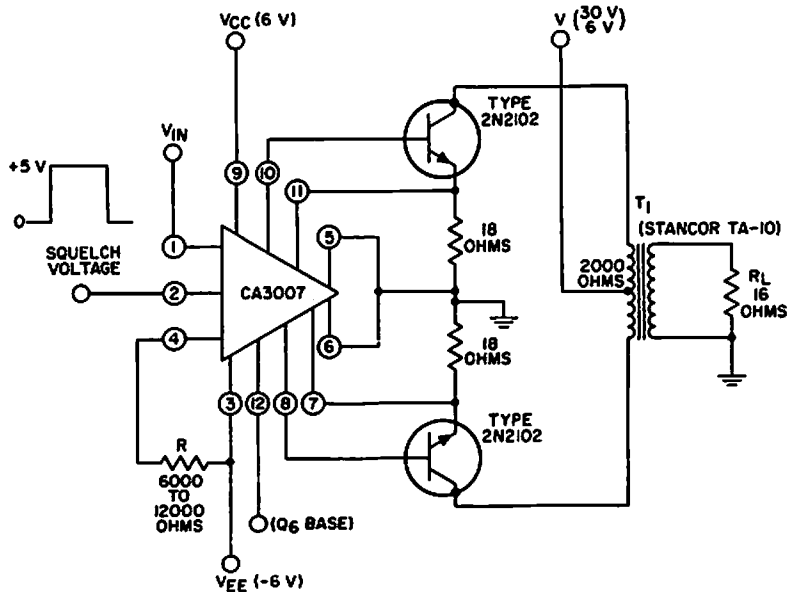 VCC (6 V)
V (30 V
6 V)
TYPE
2N2102
VIN
+5 V
0
9
10
11
18
OHMS
T1
(STANCOR TA-10)
1
5
SQUELCH
VOLTAGE
2
CA3007
2000
OHMS
RL
16
OHMS
4
6
18
OHMS
3
12
8
7
TYPE
2N2102
R
6000
TO
12000
OHMS
(Q6 BASE)
VEE (-6 V)